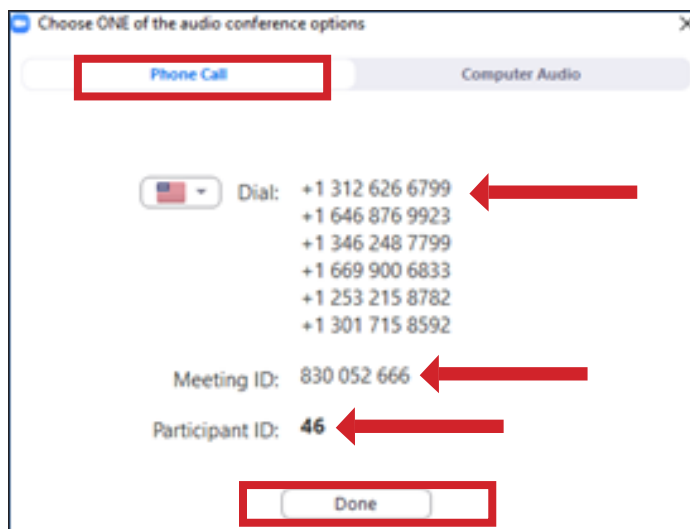 Choose ONE of the audio conference options
Phone Call Computer Audio
Dial: +1 312 626 6799
+1 646 876 9923
+1 346 248 7799
+1 669 900 6833
+1 253 215 8782
+1 301 715 8592
Meeting ID: 830 052 666
Participant ID: 46
Done